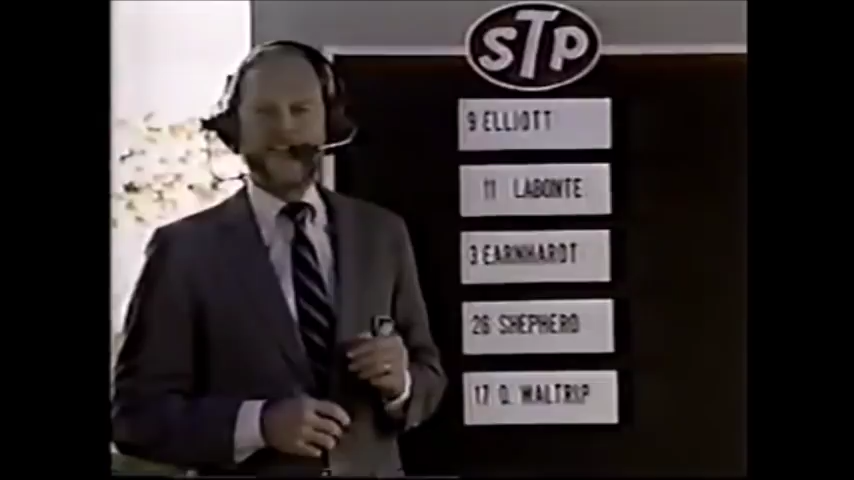 STP
9 ELLIOTT
11 LABONTE
3 EARNHARDT
26 SHEPHERD
17 D. WALTRIP